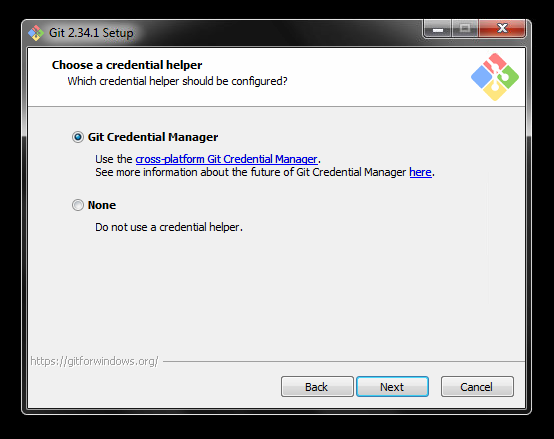 Git 2.34.1 Setup
Choose a credential helper
Which credential helper should be configured?
Git Credential Manager
Use the cross-platform Git Credential Manager.
See more information about the future of Git Credential Manager here.
None
Do not use a credential helper.
https://gitforwindows.org/
Back Next Cancel